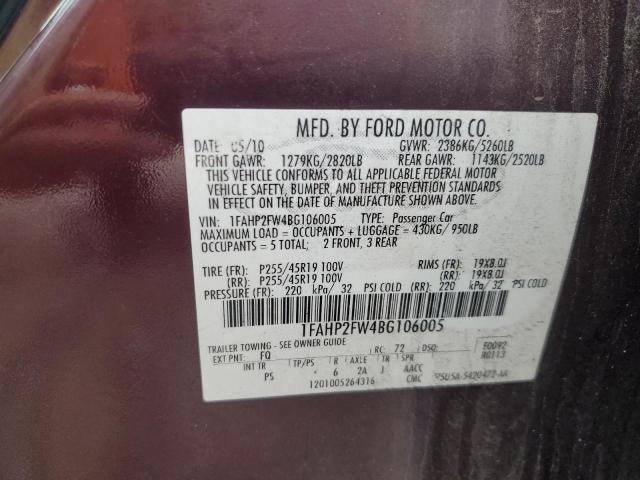 MFD. BY FORD MOTOR CO.
DATE: 05/10 GVWR: 2386KG/5260LB
FRONT GAWR: 1279KG/2820LB REAR GAWR: 1143KG/2520LB
THIS VEHICLE CONFORMS TO ALL APPLICABLE FEDERAL MOTOR
VEHICLE SAFETY, BUMPER, AND THEFT PREVENTION STANDARDS
IN EFFECT ON THE DATE OF MANUFACTURE SHOWN ABOVE.
VIN: 1FAHP2FW4BG106005 TYPE: Passenger Car
MAXIMUM LOAD = OCCUPANTS + LUGGAGE = 430KG/ 950LB
OCCUPANTS = 5 TOTAL; 2 FRONT, 3 REAR
TIRE (FR): P255/45R19 100V RIMS (FR): 19X8.0J
(RR): P255/45R19 100V (RR): 19X8.0J
PRESSURE (FR): 220 kPa/ 32 PSI COLD (RR): 220 kPa/ 32 PSI COLD
1FAHP2FW4BG106005
TRAILER TOWING - SEE OWNER GUIDE
EXT PNT: FQ RC: 72 DSO: F0092
R0113
INT TR TP/PS R AXLE TR SPR
PS 6 2A J AACC
1201005264316 CMC